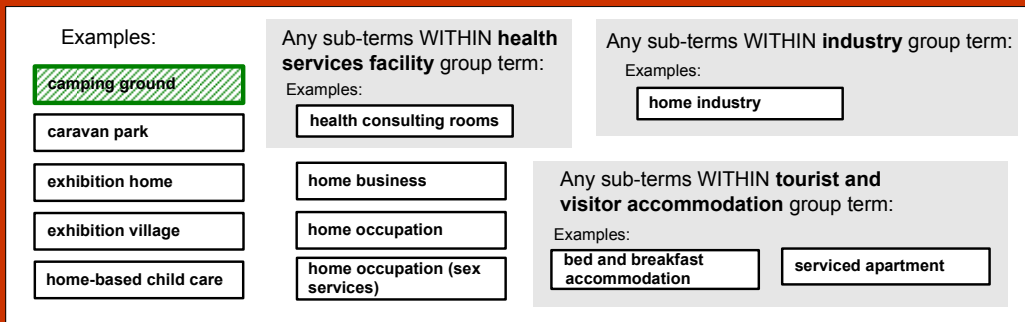 Examples:
camping ground
caravan park
exhibition home
exhibition village
home-based child care
Any sub-terms WITHIN health
services facility group term:
Examples:
health consulting rooms
home business
home occupation
home occupation (sex
services)
Any sub-terms WITHIN industry group term:
Examples:
home industry
Any sub-terms WITHIN tourist and
visitor accommodation group term:
Examples:
bed and breakfast
accommodation
serviced apartment